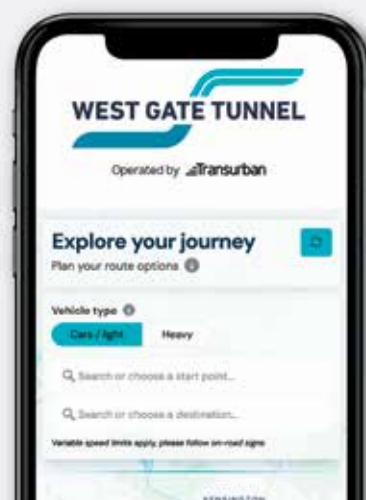 WEST GATE TUNNEL
Operated by Transurban
Explore your journey
Plan your route options
Vehicle type
Cars / light Heavy
Search or choose a start point...
Search or choose a destination...
Variable speed limits apply, please follow on-road signs
KENSINGTON